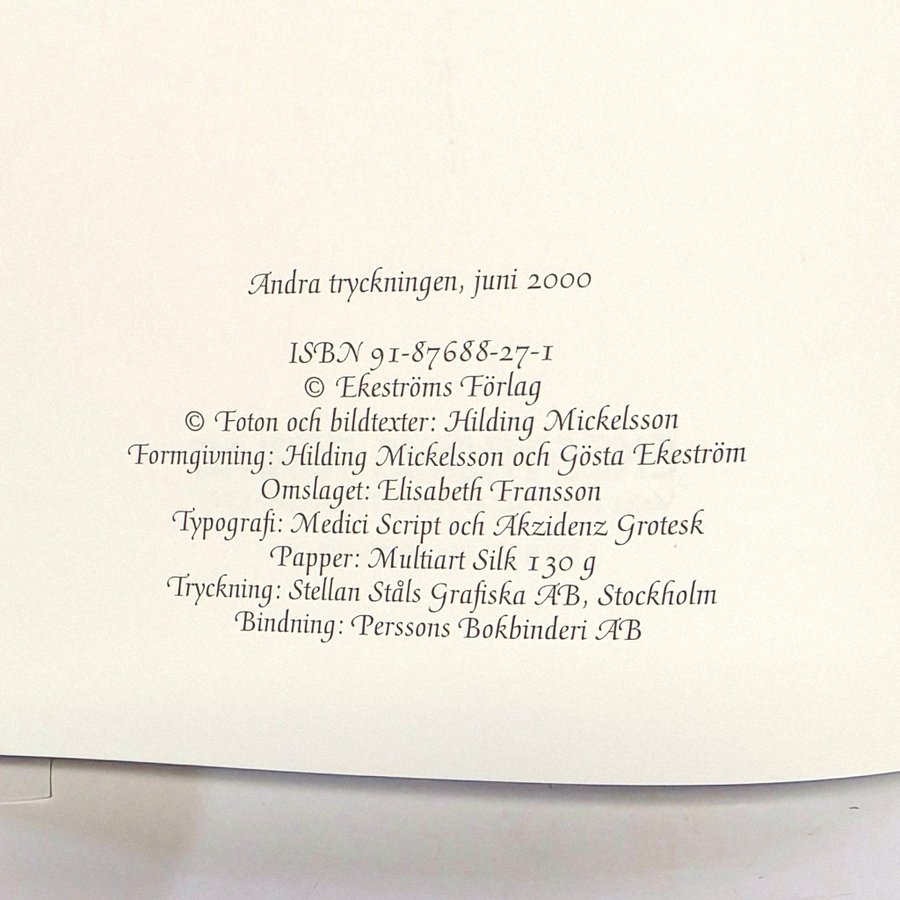 Andra tryckningen, juni 2000
ISBN 91-87688-27-1
© Ekeströms Förlag
© Foton och bildtexter: Hilding Mickelsson
Formgivning: Hilding Mickelsson och Gösta Ekeström
Omslaget: Elisabeth Fransson
Typografi: Medici Script och Akzidenz Grotesk
Papper: Multiart Silk 130 g
Tryckning: Stellan Ståls Grafiska AB, Stockholm
Bindning: Perssons Bokbinderi AB